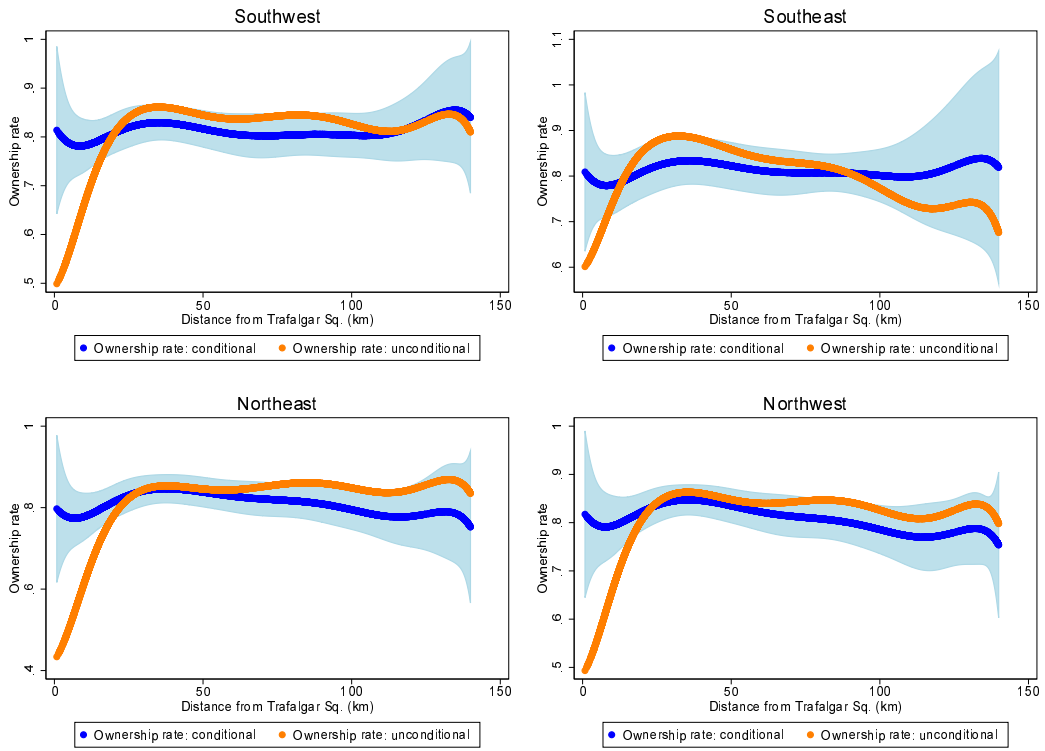 Southwest
Ownership rate
1
.9
.8
.7
.6
.5
0
50
100
150
Distance from Trafalgar Sq. (km)
Ownership rate: conditional
Ownership rate: unconditional
Southeast
Ownership rate
1.1
1
.9
.8
.7
.6
0
50
100
150
Distance from Trafalgar Sq. (km)
Ownership rate: conditional
Ownership rate: unconditional
Northeast
Ownership rate
1
.8
.6
.4
0
50
100
150
Distance from Trafalgar Sq. (km)
Ownership rate: conditional
Ownership rate: unconditional
Northwest
Ownership rate
1
.9
.8
.7
.6
.5
0
50
100
150
Distance from Trafalgar Sq. (km)
Ownership rate: conditional
Ownership rate: unconditional